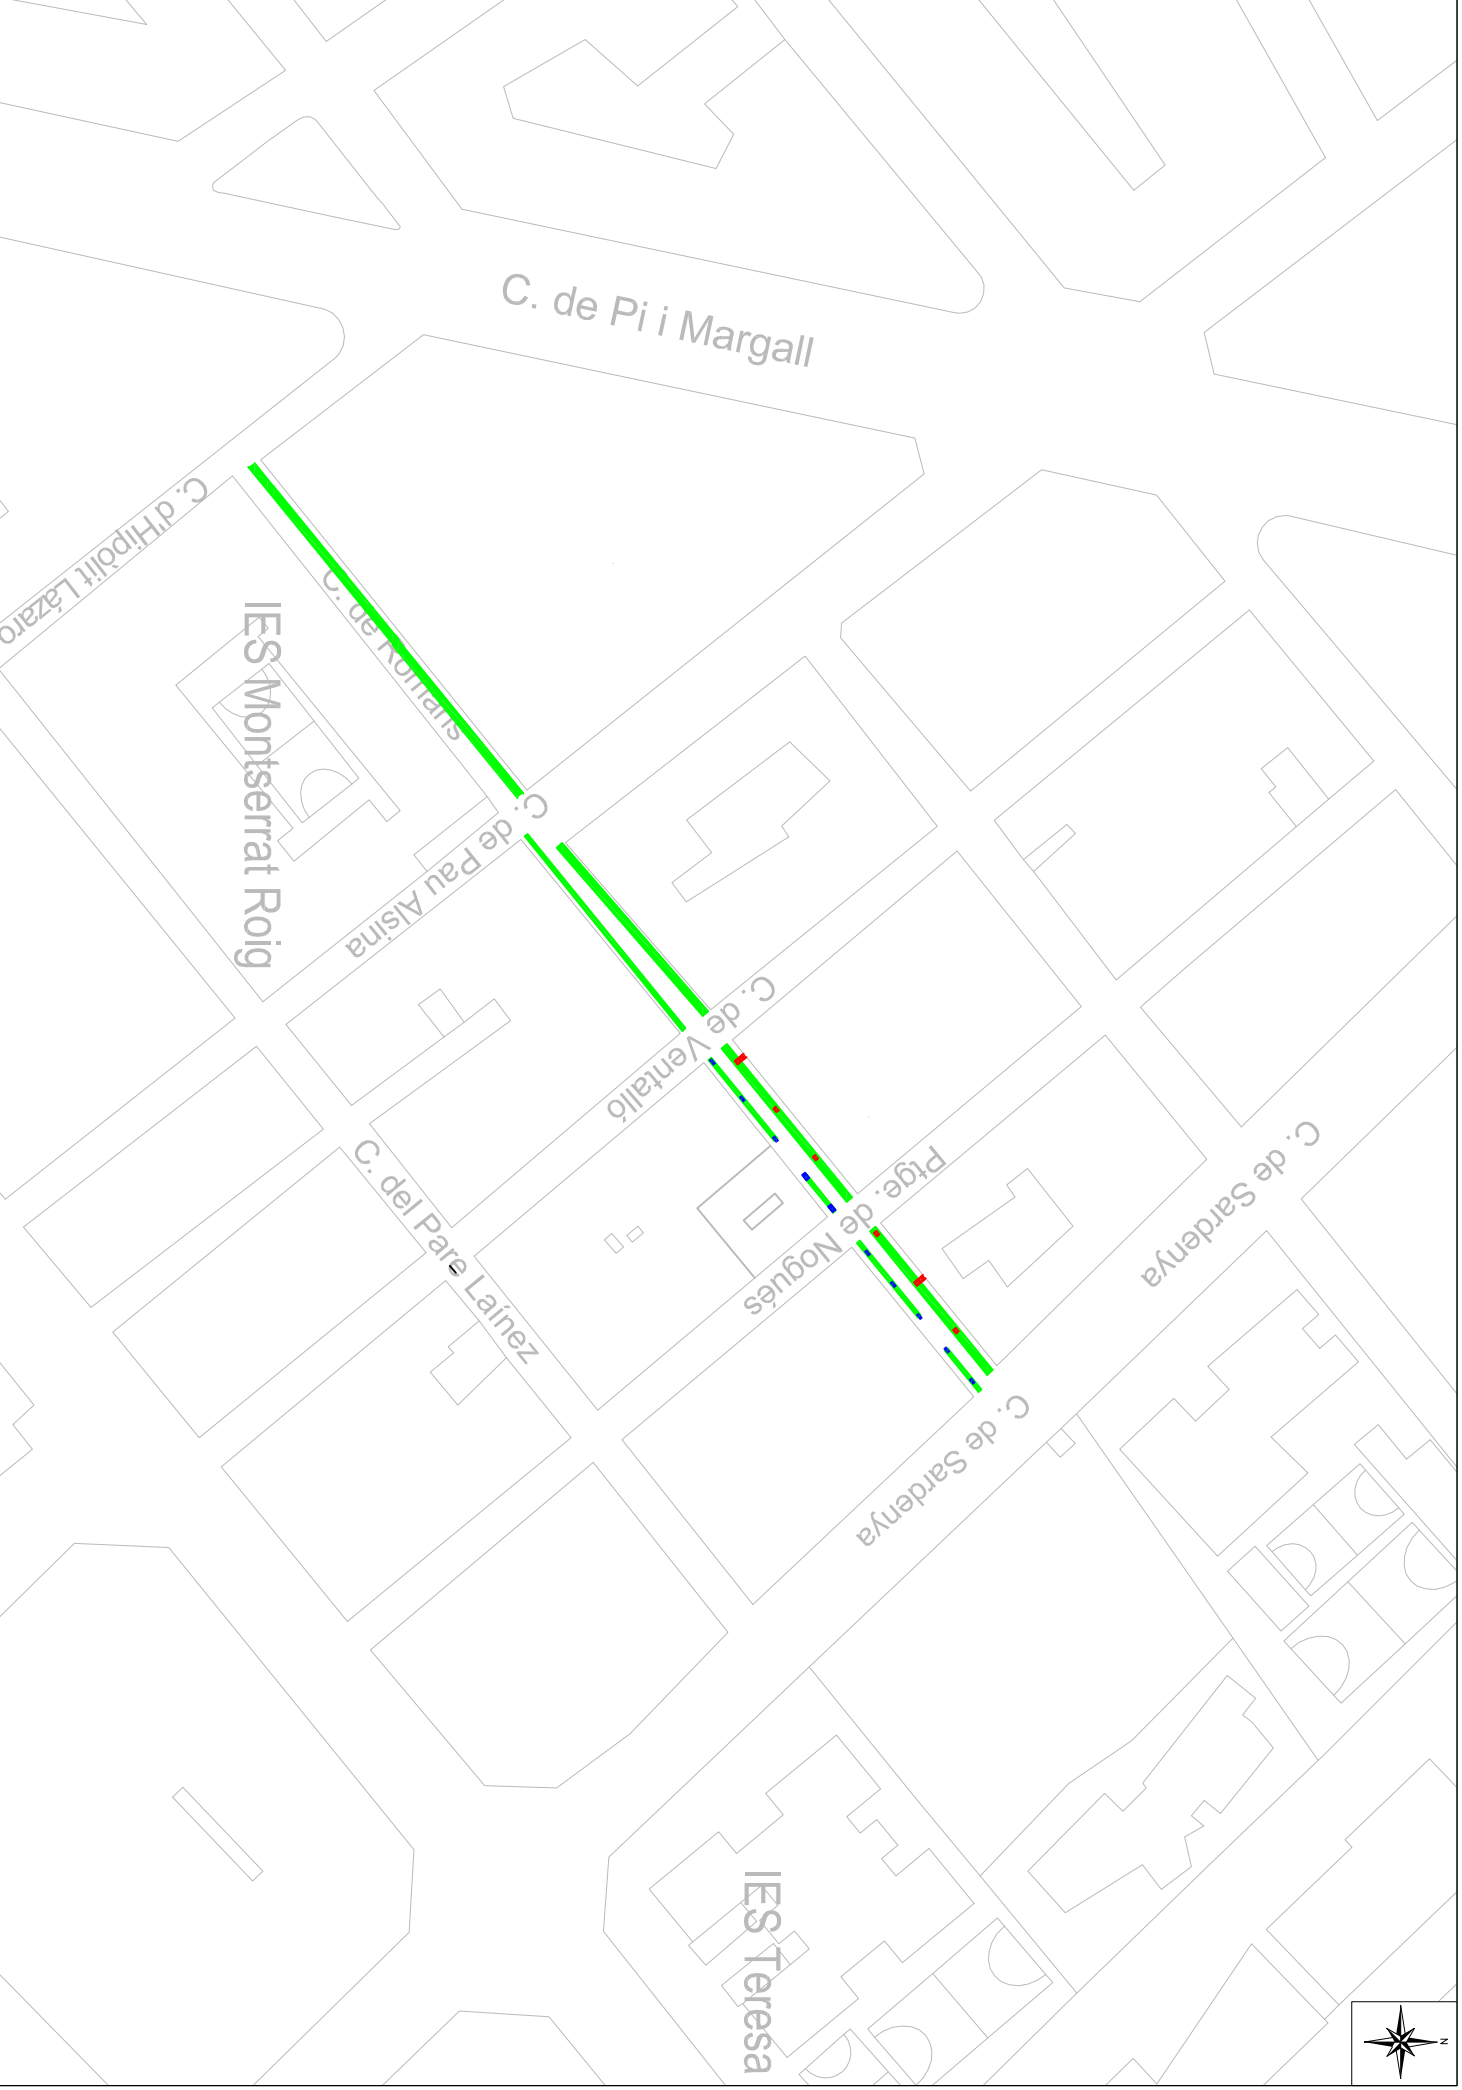 C. de Pi i Margall
C. d'Hipòlit Lázaro
C. de Romans
IES Montserrat Roig
C. de Pau Alsina
C. de Ventalló
Ptge. de Nogués
C. de Sardenya
C. del Pare Laínez
C. de Sardenya
IES Teresa
N